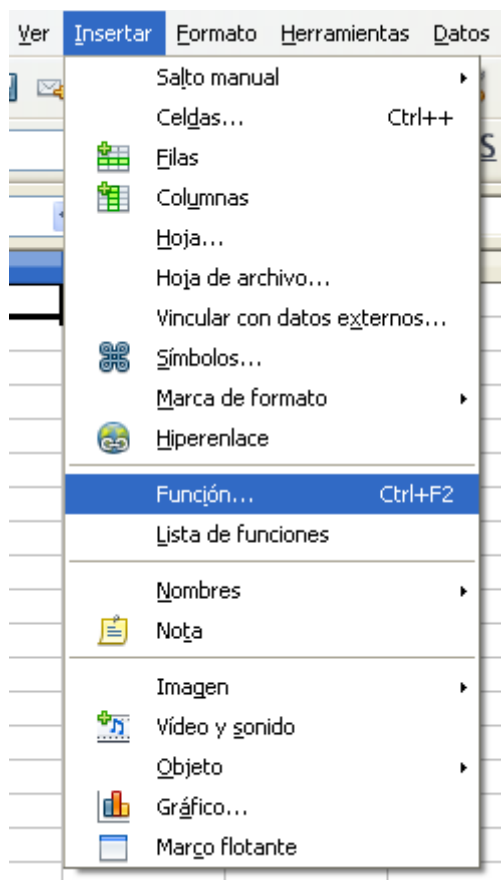 Ver Insertar Formato Herramientas Datos
Salto manual
Celdas... Ctrl++
Filas
S
Columnas
Hoja...
Hoja de archivo...
Vincular con datos externos...
Símbolos...
Marca de formato
Hiperenlace
Función... Ctrl+F2
Lista de funciones
Nombres
Nota
Imagen
Vídeo y sonido
Objeto
Gráfico...
Marco flotante